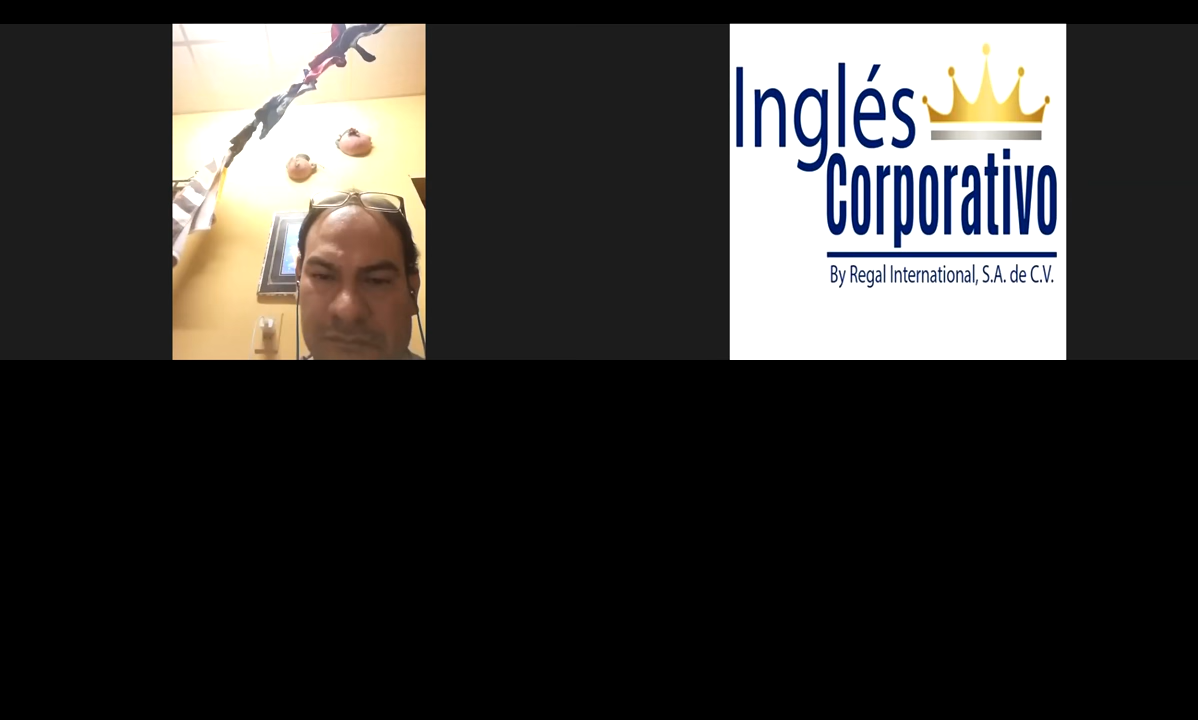 Inglés
Corporativo
By Regal International, S.A. de C.V.